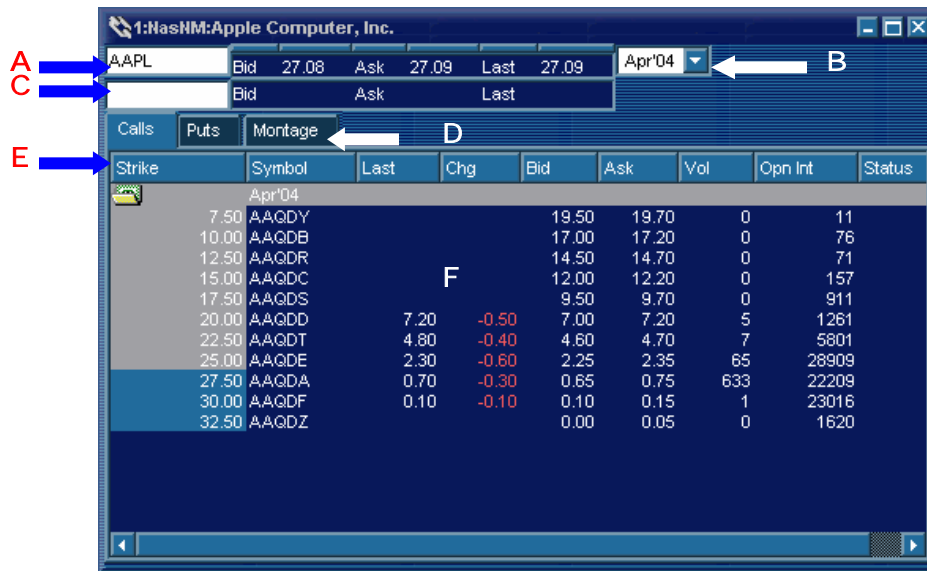 1:NasNM:Apple Computer, Inc.
A AAPL Bid 27.08 Ask 27.09 Last 27.09 Apr'04 B
C Bid Ask Last
Calls Puts Montage D
E Strike Symbol Last Chg Bid Ask Vol Opn Int Status
Apr'04
7.50 AAQDY 19.50 19.70 0 11
10.00 AAQDB 17.00 17.20 0 76
12.50 AAQDR 14.50 14.70 0 71
15.00 AAQDC F 12.00 12.20 0 157
17.50 AAQDS 9.50 9.70 0 911
20.00 AAQDD 7.20 -0.50 7.00 7.20 5 1261
22.50 AAQDT 4.80 -0.40 4.60 4.70 7 5801
25.00 AAQDE 2.30 -0.60 2.25 2.35 65 28909
27.50 AAQDA 0.70 -0.30 0.65 0.75 633 22209
30.00 AAQDF 0.10 -0.10 0.10 0.15 1 23016
32.50 AAQDZ 0.00 0.05 0 1620